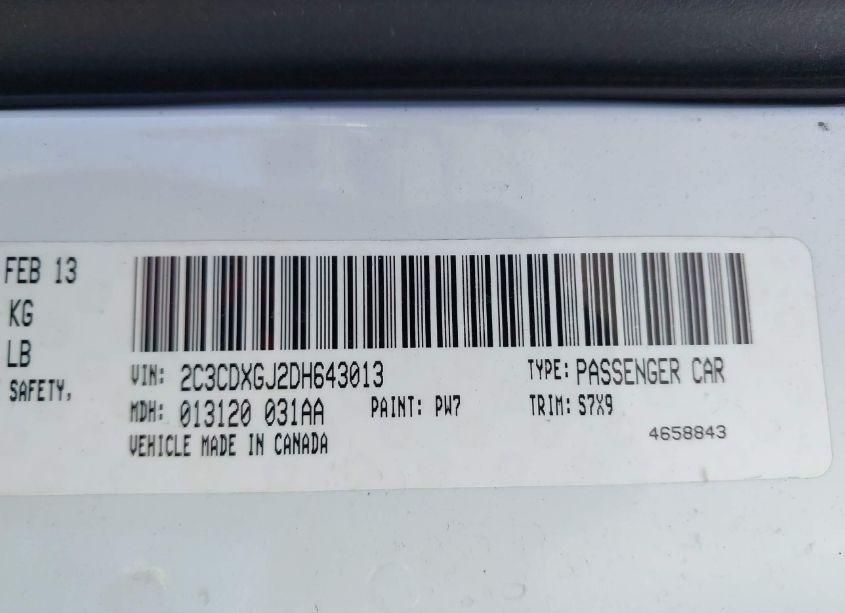 FEB 13
KG
LB
SAFETY,
VIN: 2C3CDXGJ2DH643013
TYPE: PASSENGER CAR
MDH: 013120 031AA
PAINT: PW7
TRIM: S7X9
VEHICLE MADE IN CANADA
4658843